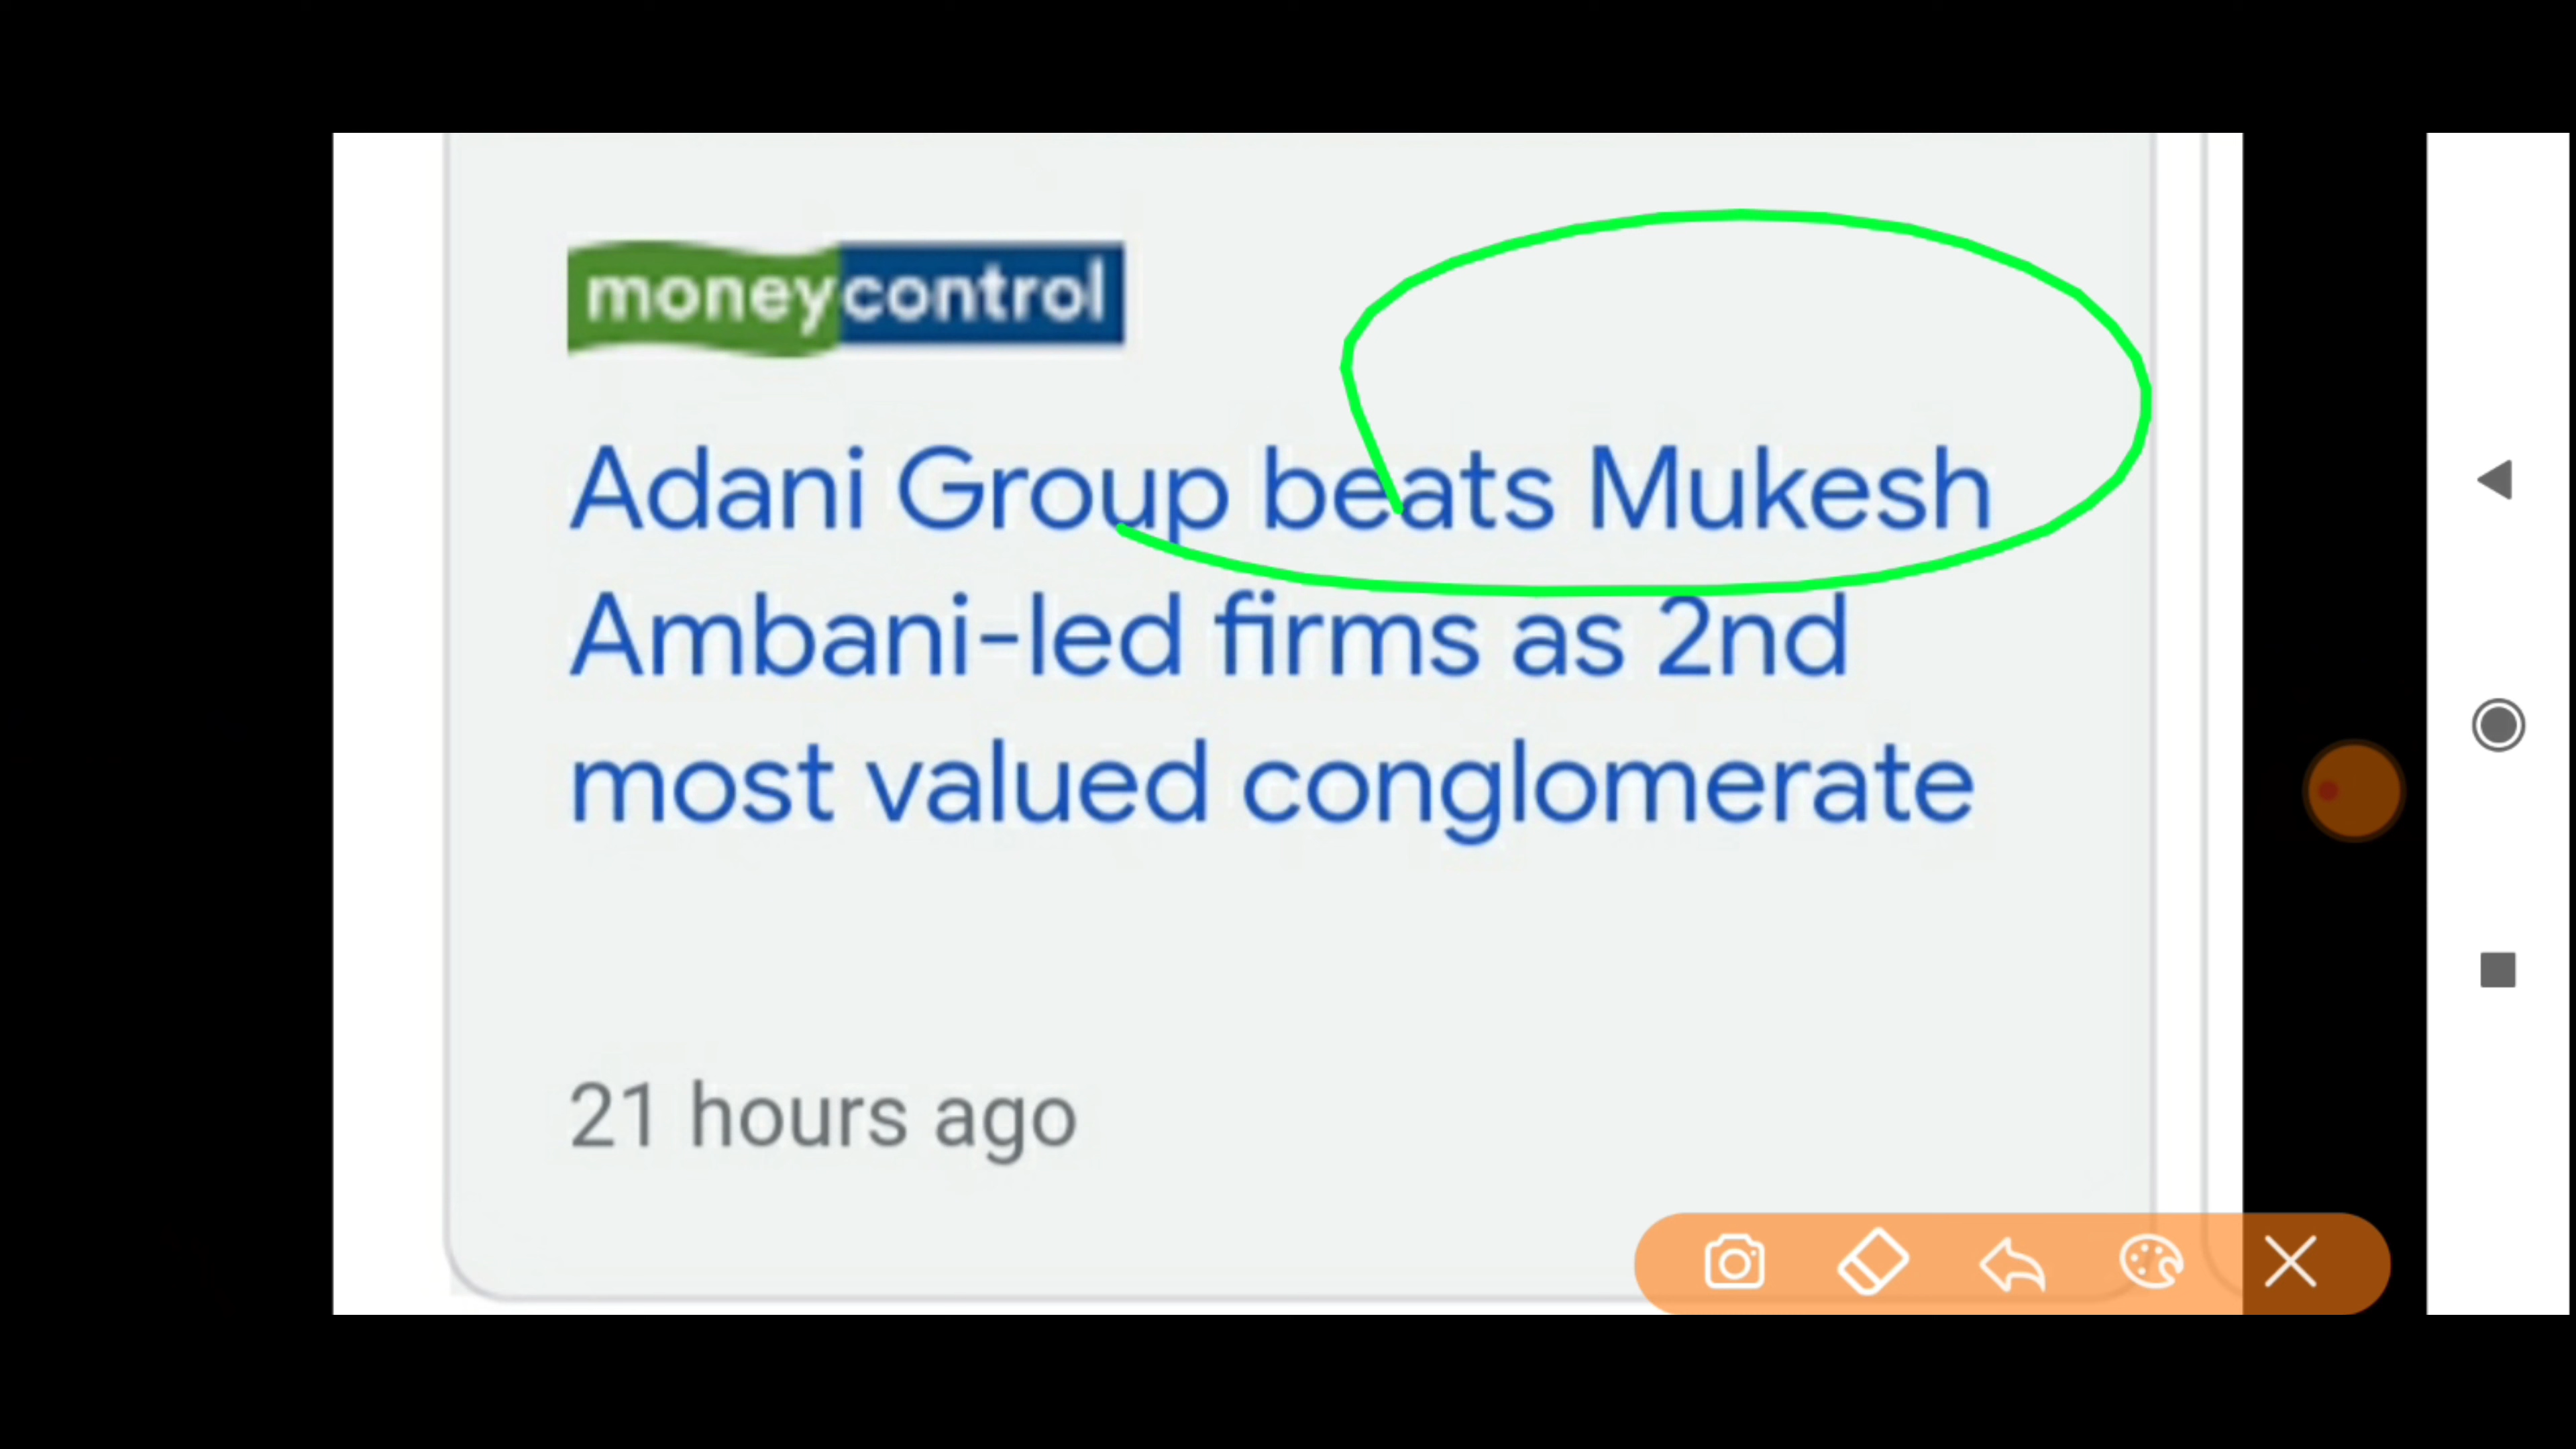 moneycontrol
Adani Group beats Mukesh
Ambani-led firms as 2nd
most valued conglomerate
21 hours ago